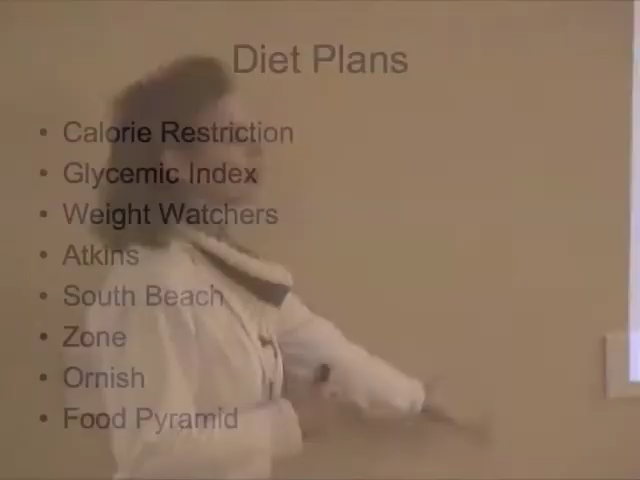 Diet Plans
• Calorie Restriction
• Glycemic Index
• Weight Watchers
• Atkins
• South Beach
• Zone
• Ornish
• Food Pyramid